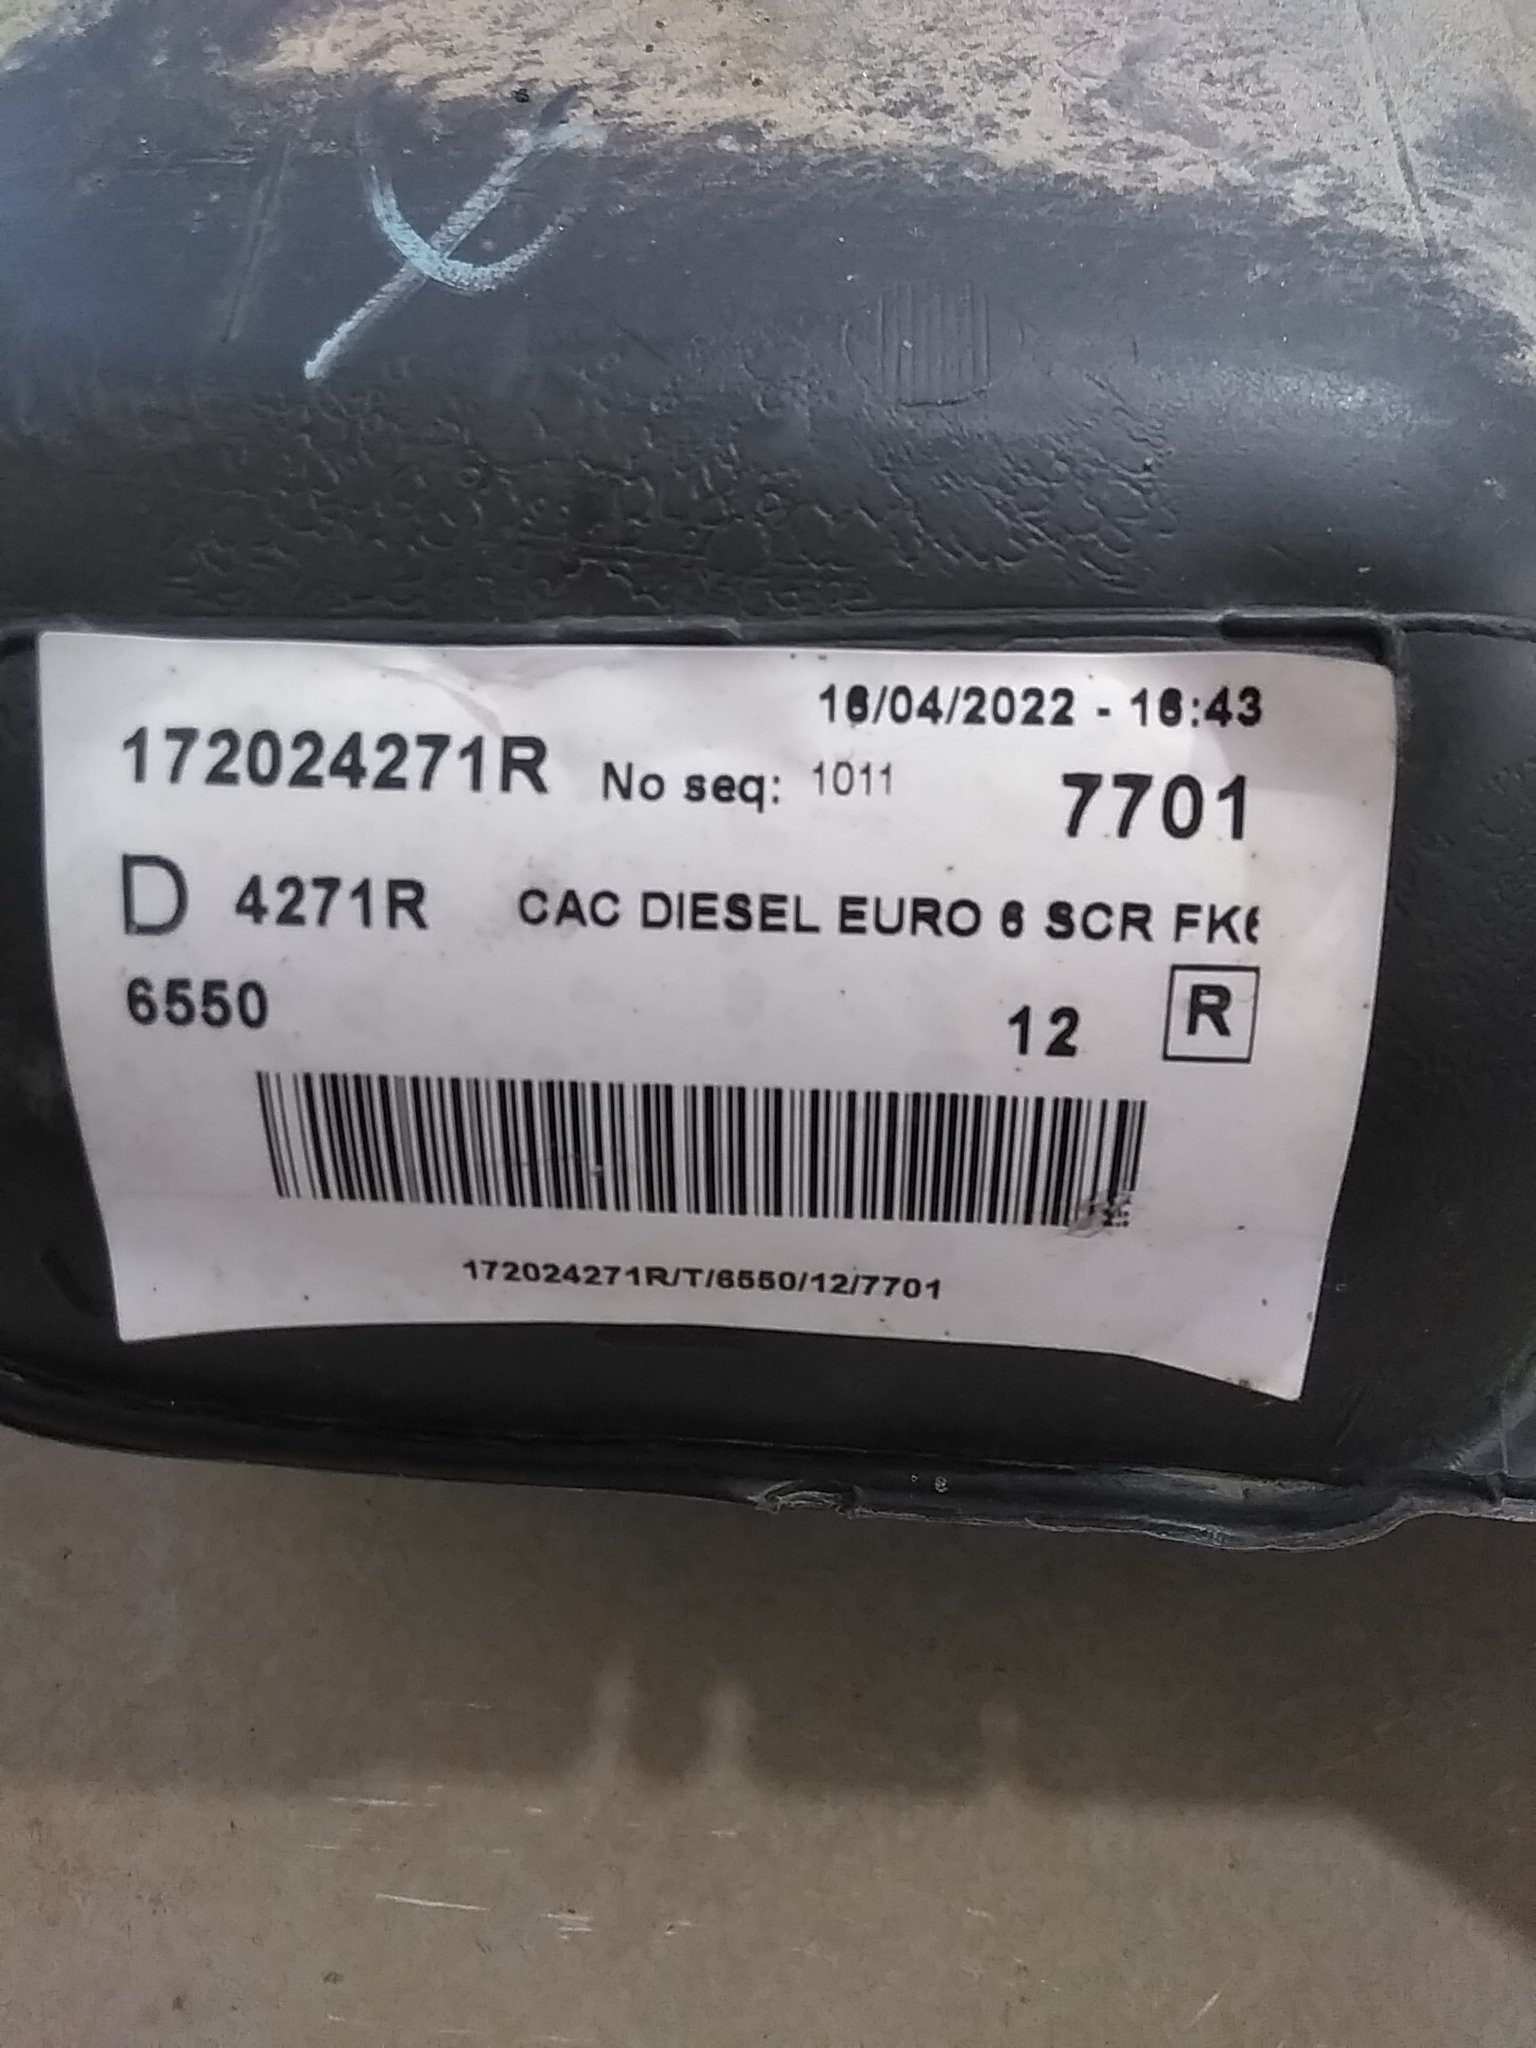 16/04/2022 - 16:43
172024271R No seq: 1011 7701
D 4271R CAC DIESEL EURO 6 SCR FK6
6550 12 R
172024271R/T/6550/12/7701